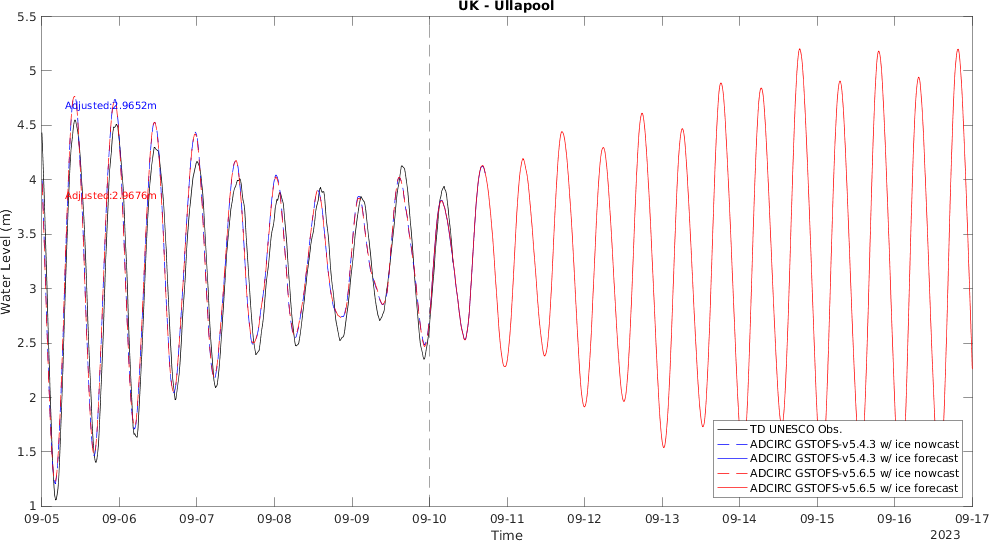 UK - Ullapool
5.5
5
4.5
4
3.5
3
2.5
2
1.5
1
Water Level (m)
Adjusted:2.9652m
Adjusted:2.9676m
TD UNESCO Obs.
ADCIRC GSTOFS-v5.4.3 w/ ice nowcast
ADCIRC GSTOFS-v5.4.3 w/ ice forecast
ADCIRC GSTOFS-v5.6.5 w/ ice nowcast
ADCIRC GSTOFS-v5.6.5 w/ ice forecast
09-05 09-06 09-07 09-08 09-09 09-10 09-11 09-12 09-13 09-14 09-15 09-16 09-17
Time
2023